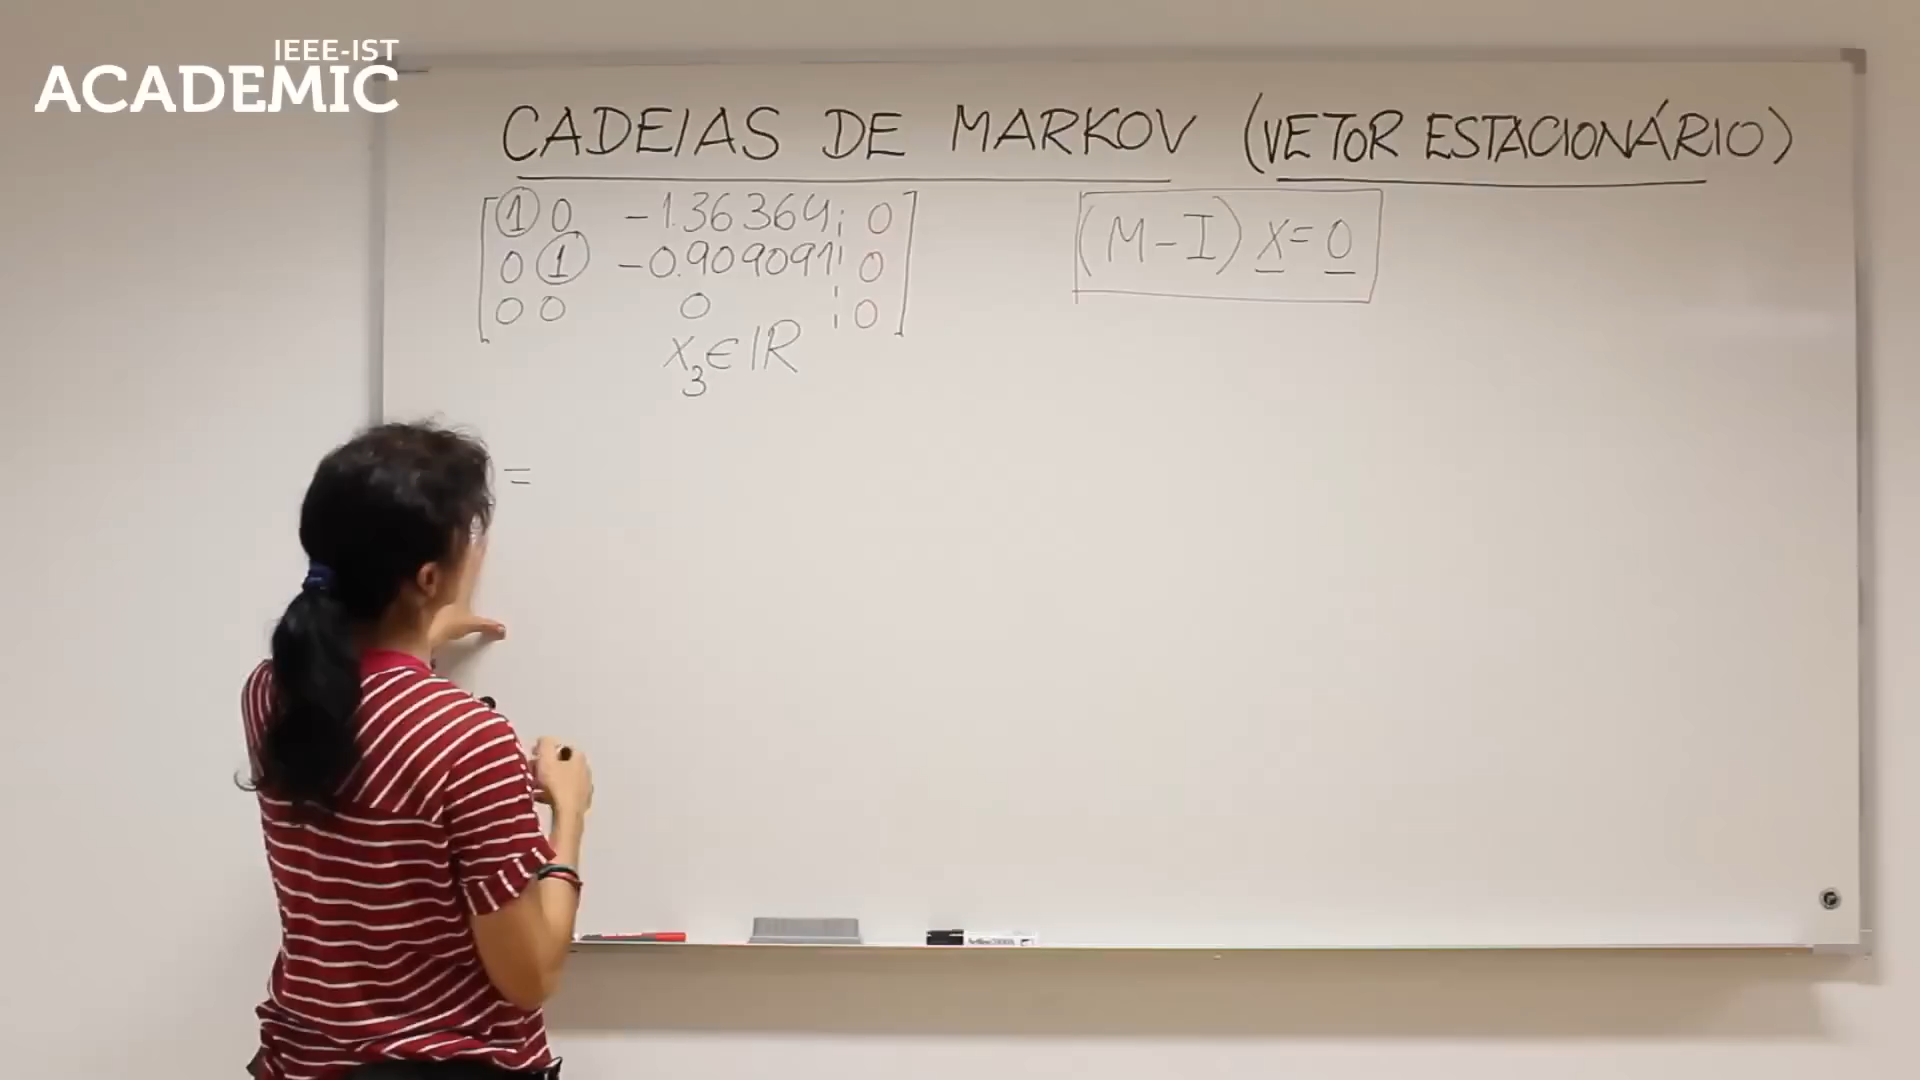 IEEE-IST
ACADEMIC
CADEIAS DE MARKOV (VETOR ESTACIONÁRIO)
1 0 -1.36364 ¦ 0
0 1 -0.909091 ¦ 0
0 0 0 ¦ 0
x₃ ∈ ℝ
(M-I) x = 0
=